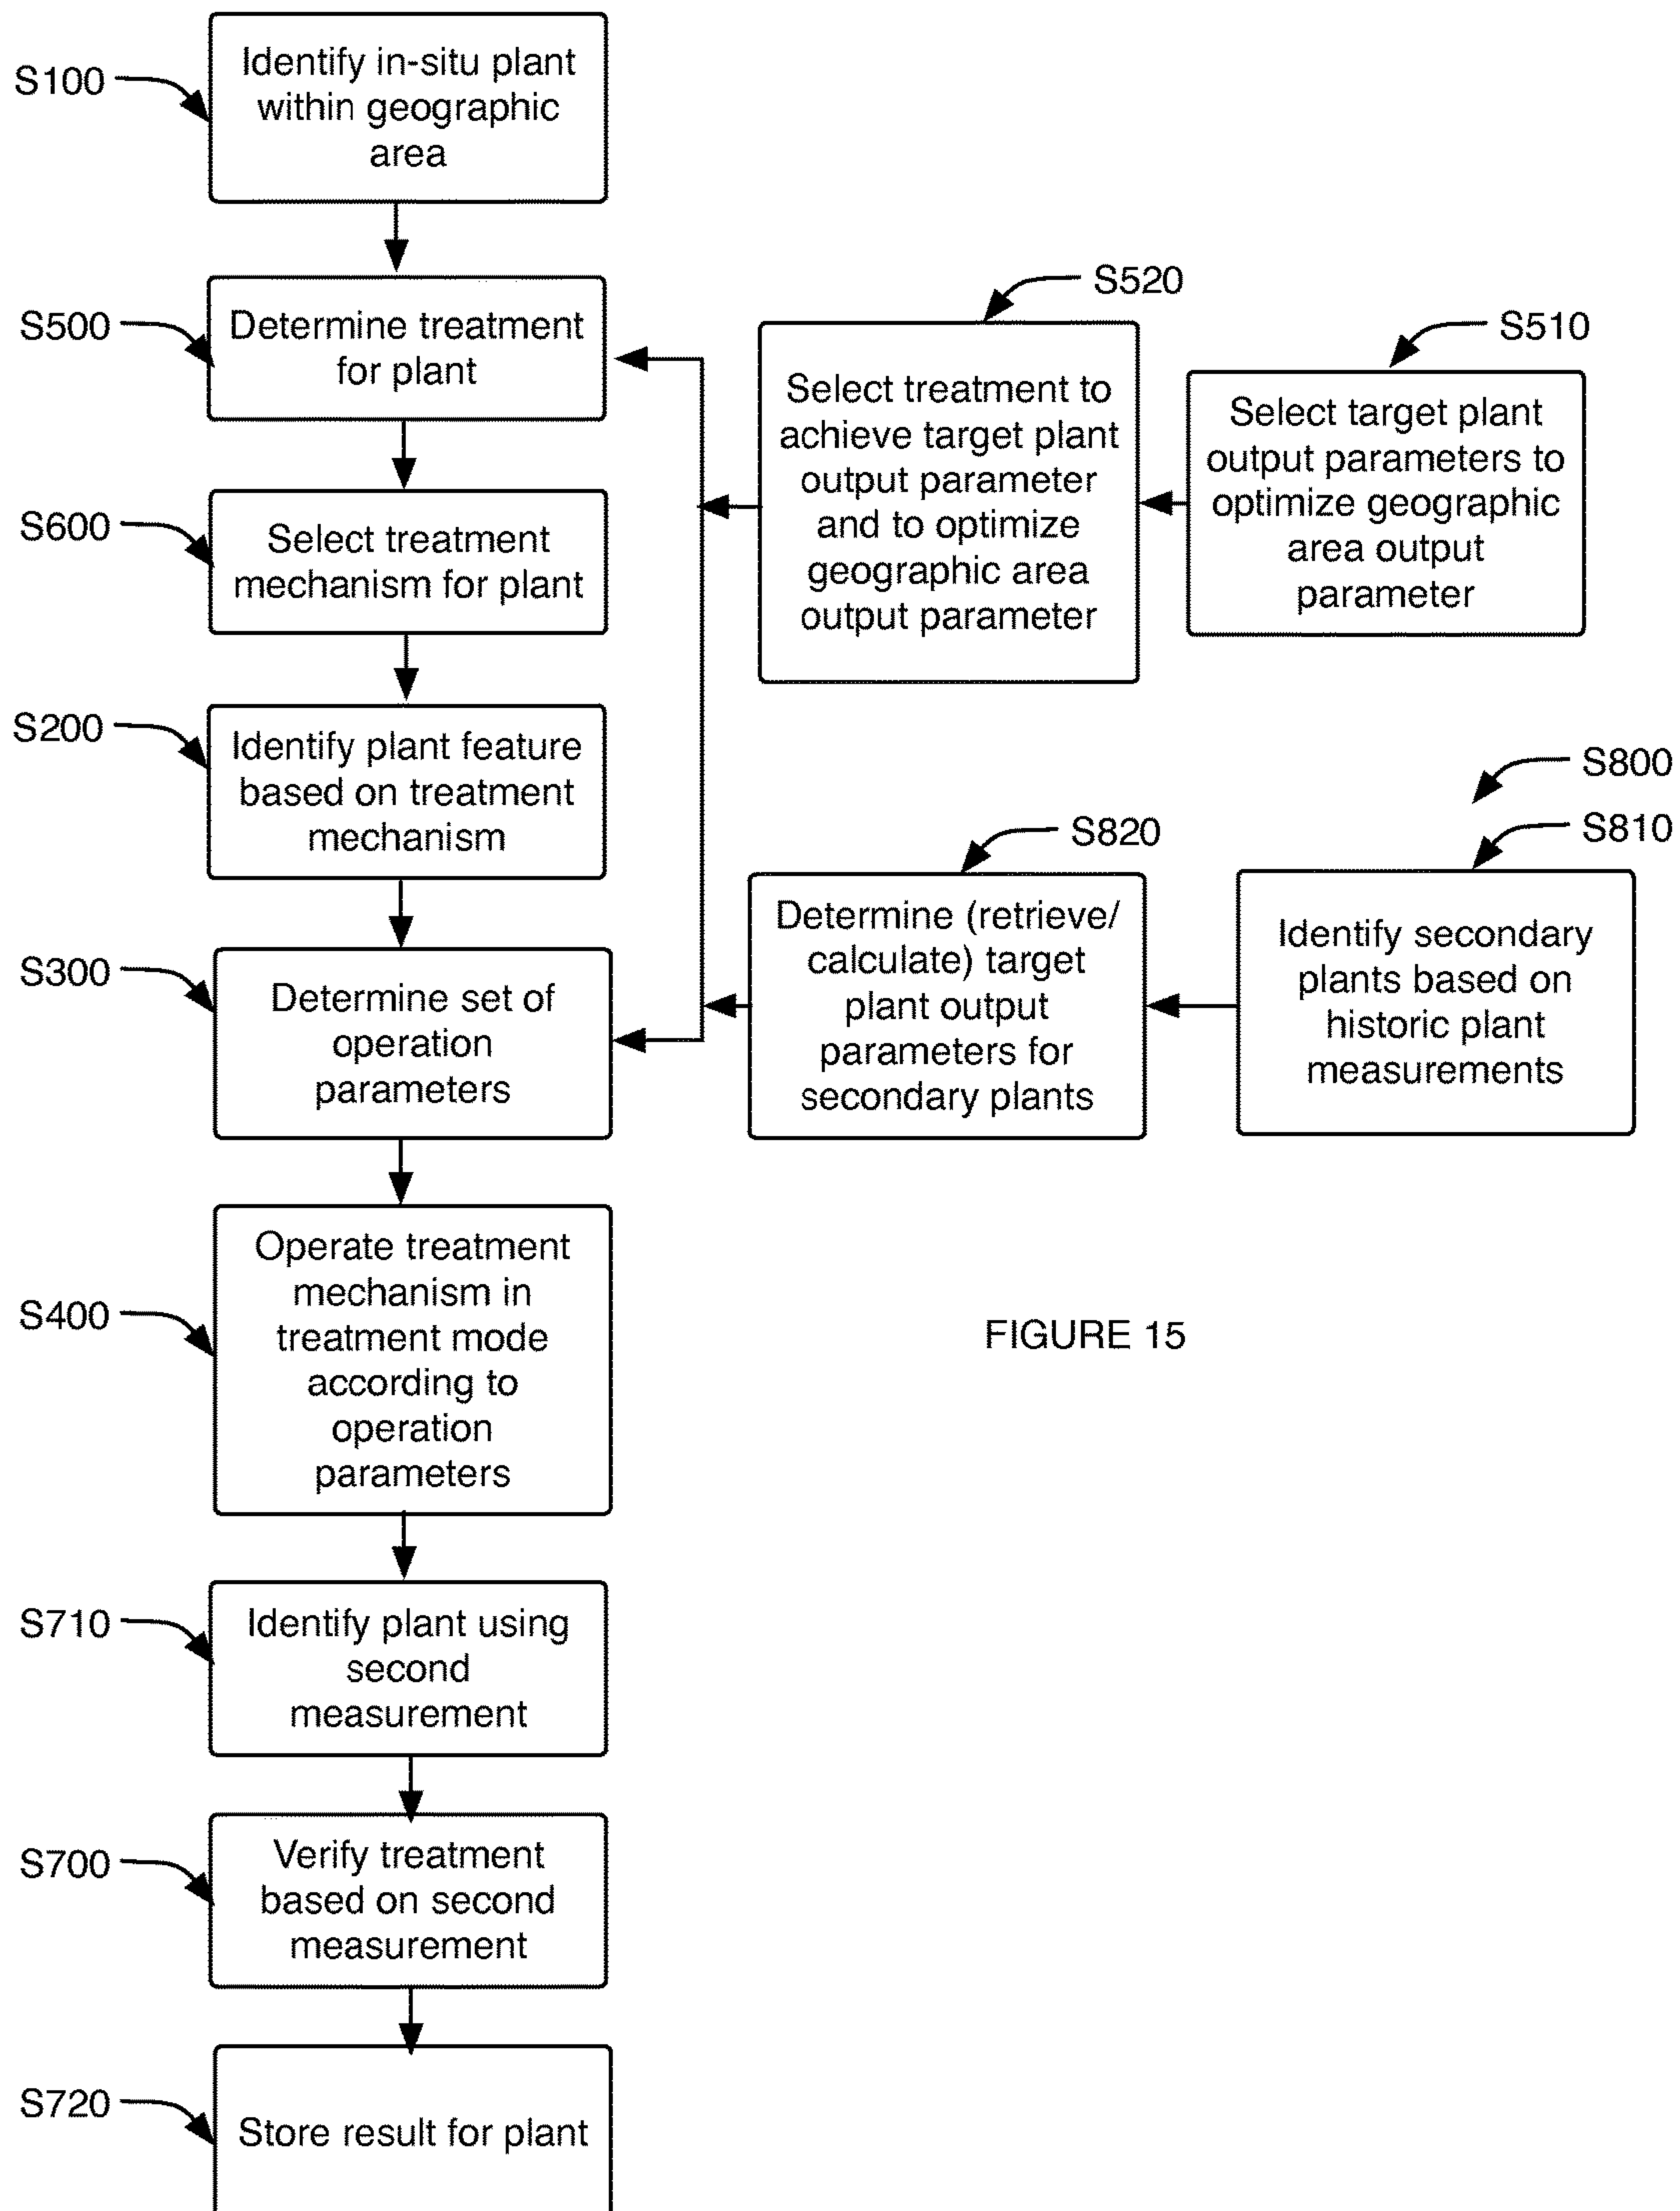 S100
Identify in-situ plant
within geographic
area
S500
Determine treatment
for plant
S520
Select treatment to
achieve target plant
output parameter
and to optimize
geographic area
output parameter
S510
Select target plant
output parameters to
optimize geographic
area output
parameter
S600
Select treatment
mechanism for plant
S200
Identify plant feature
based on treatment
mechanism
S800
S810
Identify secondary
plants based on
historic plant
measurements
S820
Determine (retrieve/
calculate) target
plant output
parameters for
secondary plants
S300
Determine set of
operation
parameters
S400
Operate treatment
mechanism in
treatment mode
according to
operation
parameters
FIGURE 15
S710
Identify plant using
second
measurement
S700
Verify treatment
based on second
measurement
S720
Store result for plant